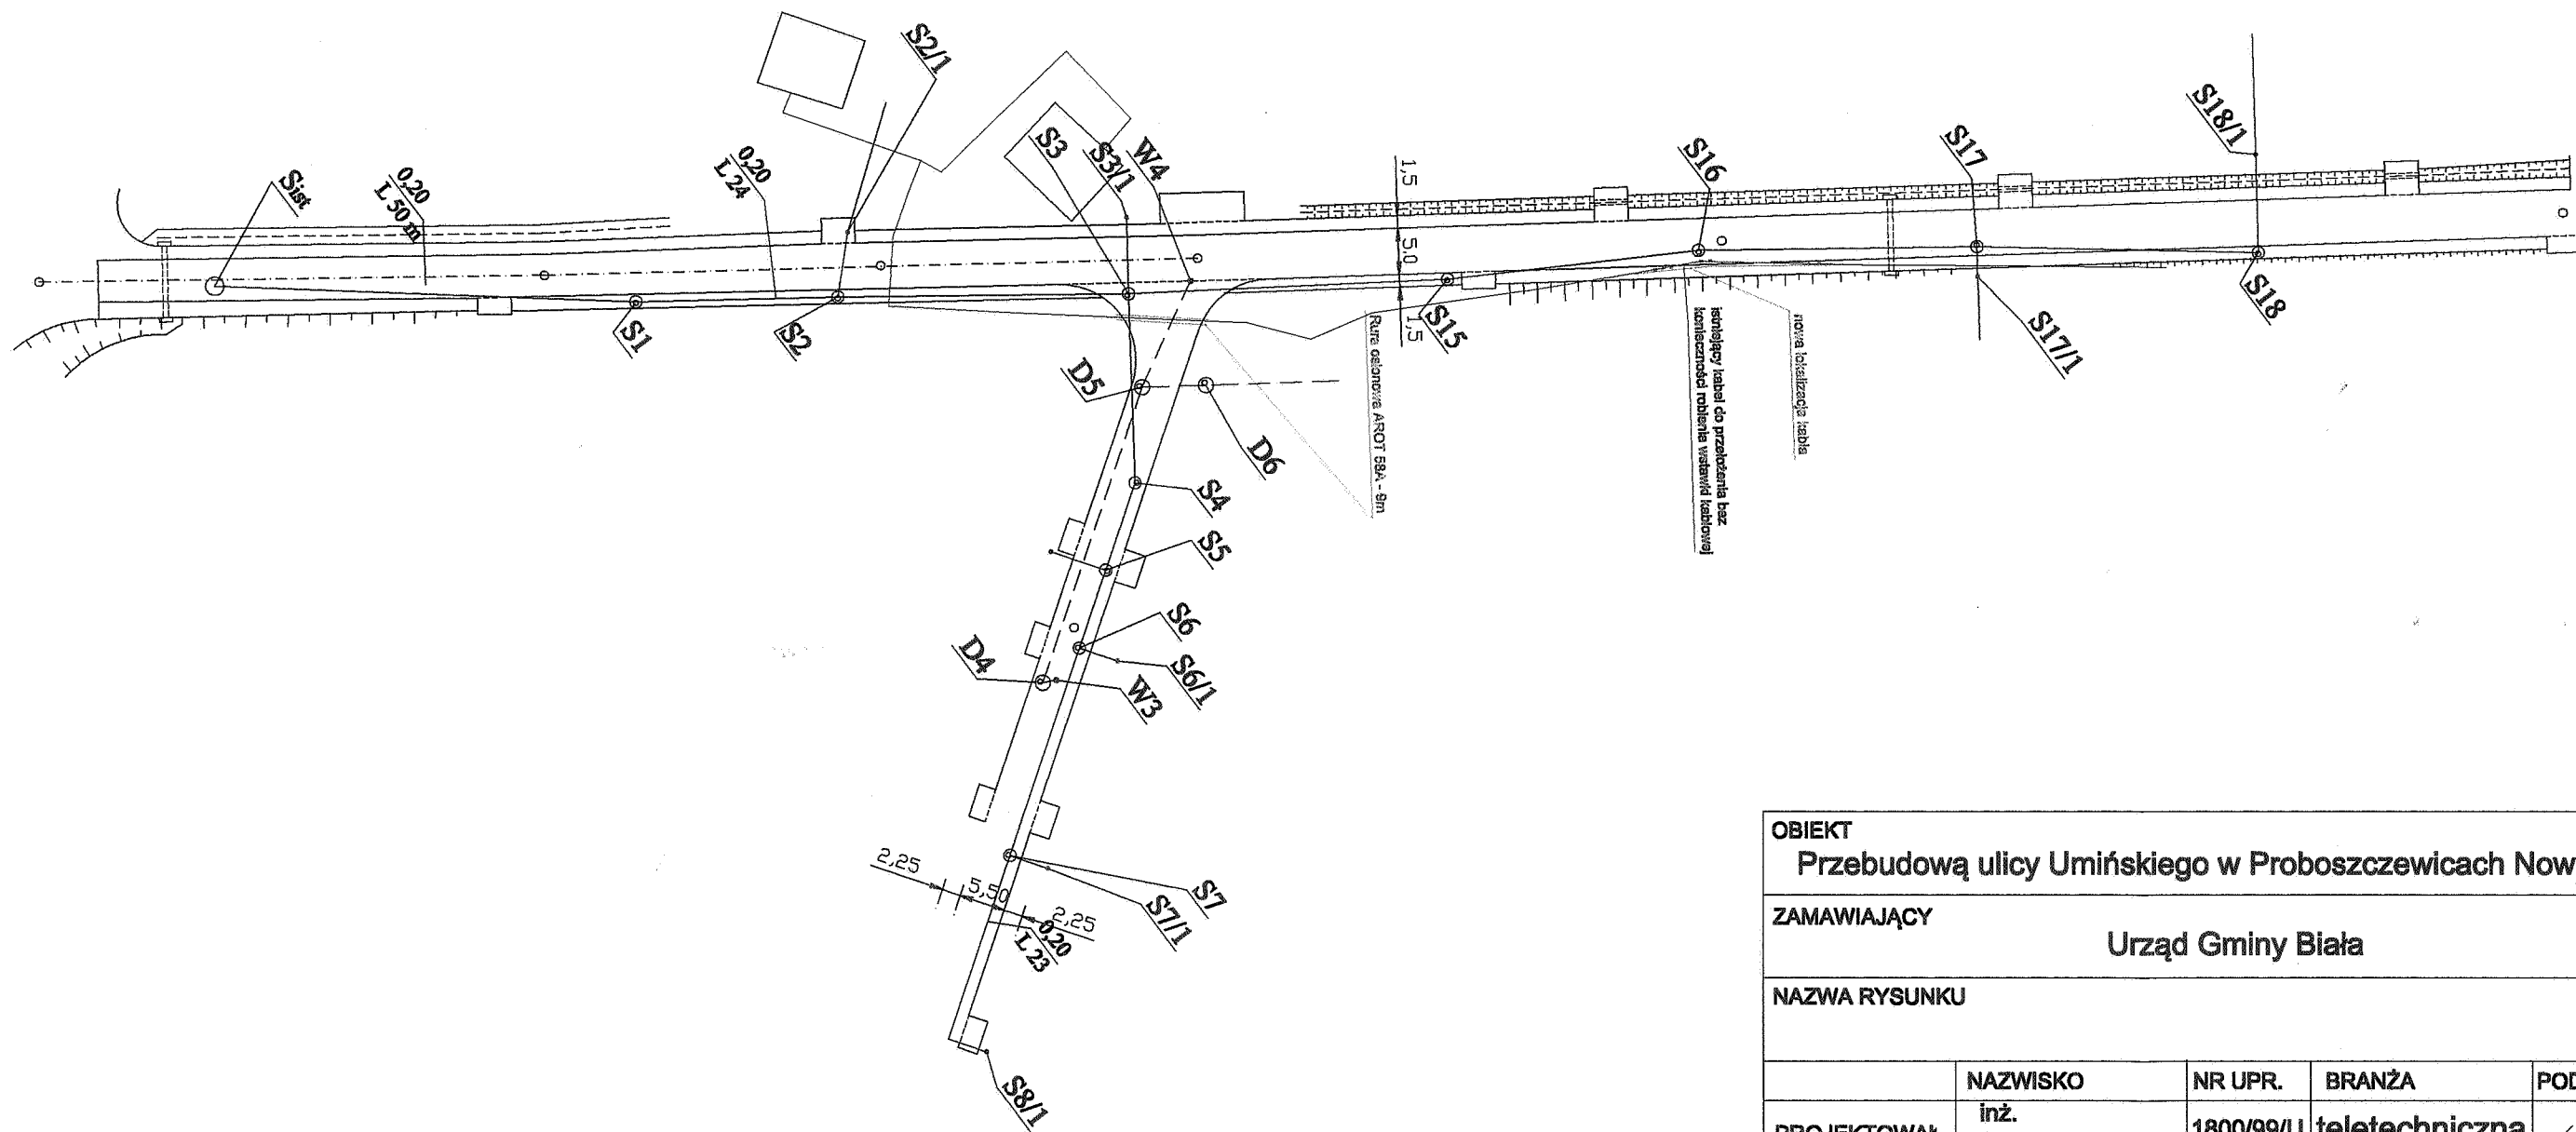 S2/1
S3
S3/1
W4
S16
S17
S18/1
Sist
0,20
L 50 m
0,20
L 24
1,5
5,0
1,5
S1
S2
S15
S18
S17/1
D5
D6
Rura osłonowa AROT 58A - 9m
istniejący kabel do przełożenia bez
konieczności robienia wstawki kablowej
nowa lokalizacja kabla
S4
S5
S6
S6/1
D4
W3
2,25
5,50
2,25
0,20
L 23
S7
S7/1
S8/1
OBIEKT
Przebudową ulicy Umińskiego w Proboszczewicach Now
ZAMAWIAJĄCY
Urząd Gminy Biała
NAZWA RYSUNKU
NAZWISKO NR UPR. BRANŻA POD
inż.
PROJEKTOWAŁ 1800/99/U teletechniczna